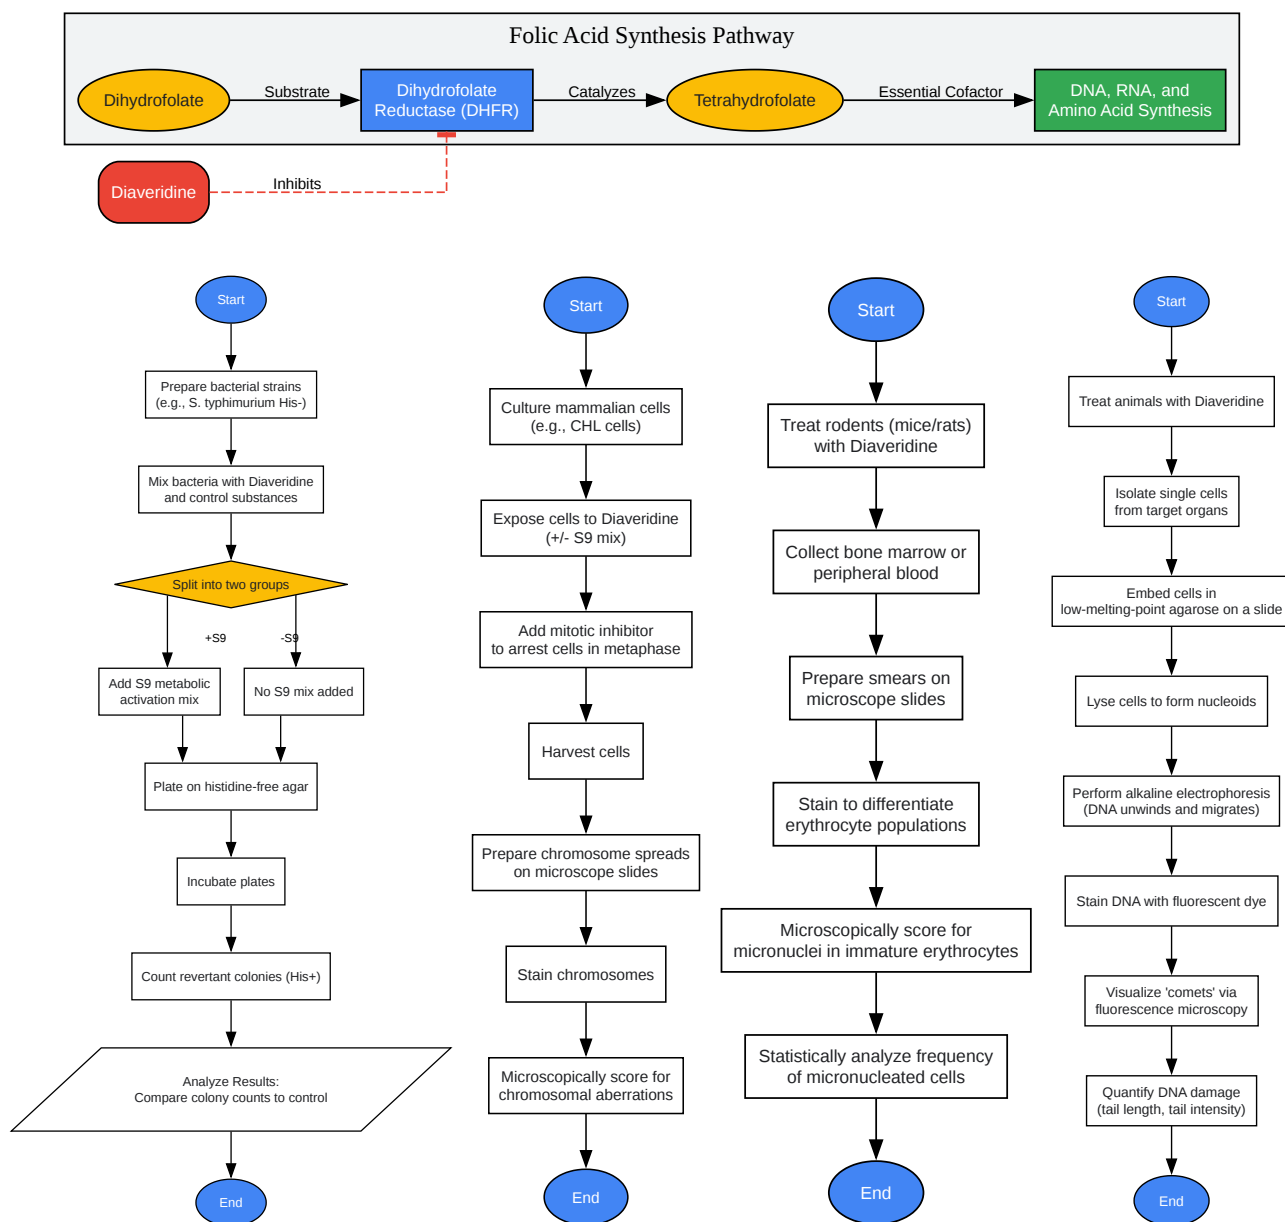 Folic Acid Synthesis Pathway
Dihydrofolate
Substrate
Dihydrofolate
Reductase (DHFR)
Catalyzes
Tetrahydrofolate
Essential Cofactor
DNA, RNA, and
Amino Acid Synthesis
Diaveridine
Inhibits
Start
Prepare bacterial strains
(e.g., S. typhimurium His-)
Mix bacteria with Diaveridine
and control substances
Split into two groups
+S9
-S9
Add S9 metabolic
activation mix
No S9 mix added
Plate on histidine-free agar
Incubate plates
Count revertant colonies (His+)
Analyze Results:
Compare colony counts to control
End
Start
Culture mammalian cells
(e.g., CHL cells)
Expose cells to Diaveridine
(+/- S9 mix)
Add mitotic inhibitor
to arrest cells in metaphase
Harvest cells
Prepare chromosome spreads
on microscope slides
Stain chromosomes
Microscopically score for
chromosomal aberrations
End
Start
Treat rodents (mice/rats)
with Diaveridine
Collect bone marrow or
peripheral blood
Prepare smears on
microscope slides
Stain to differentiate
erythrocyte populations
Microscopically score for
micronuclei in immature erythrocytes
Statistically analyze frequency
of micronucleated cells
End
Start
Treat animals with Diaveridine
Isolate single cells
from target organs
Embed cells in
low-melting-point agarose on a slide
Lyse cells to form nucleoids
Perform alkaline electrophoresis
(DNA unwinds and migrates)
Stain DNA with fluorescent dye
Visualize 'comets' via
fluorescence microscopy
Quantify DNA damage
(tail length, tail intensity)
End